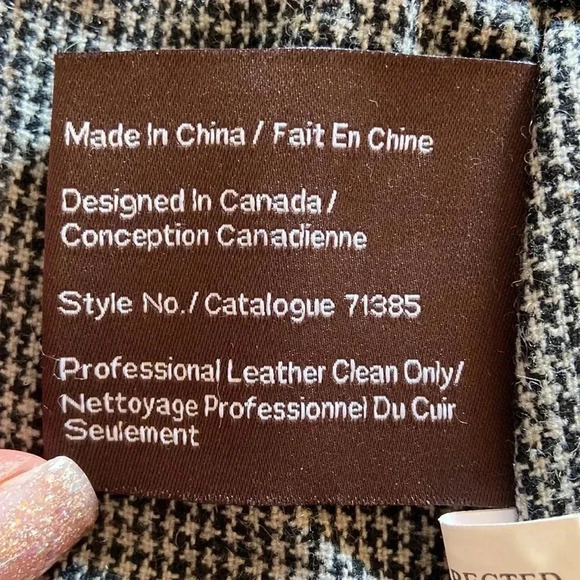 Made In China / Fait En Chine
Designed In Canada /
Conception Canadienne
Style No./ Catalogue 71385
Professional Leather Clean Only/
Nettoyage Professionnel Du Cuir
Seulement